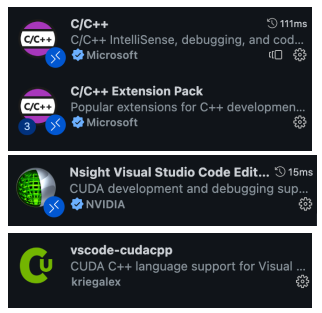 C/C++
111ms
C/C++
C/C++ IntelliSense, debugging, and cod...
Microsoft
C/C++ Extension Pack
C/C++
Popular extensions for C++ developmen...
3
Microsoft
Nsight Visual Studio Code Edit...
15ms
CUDA development and debugging sup...
NVIDIA
vscode-cudacpp
CU
CUDA C++ language support for Visual ...
kriegalex